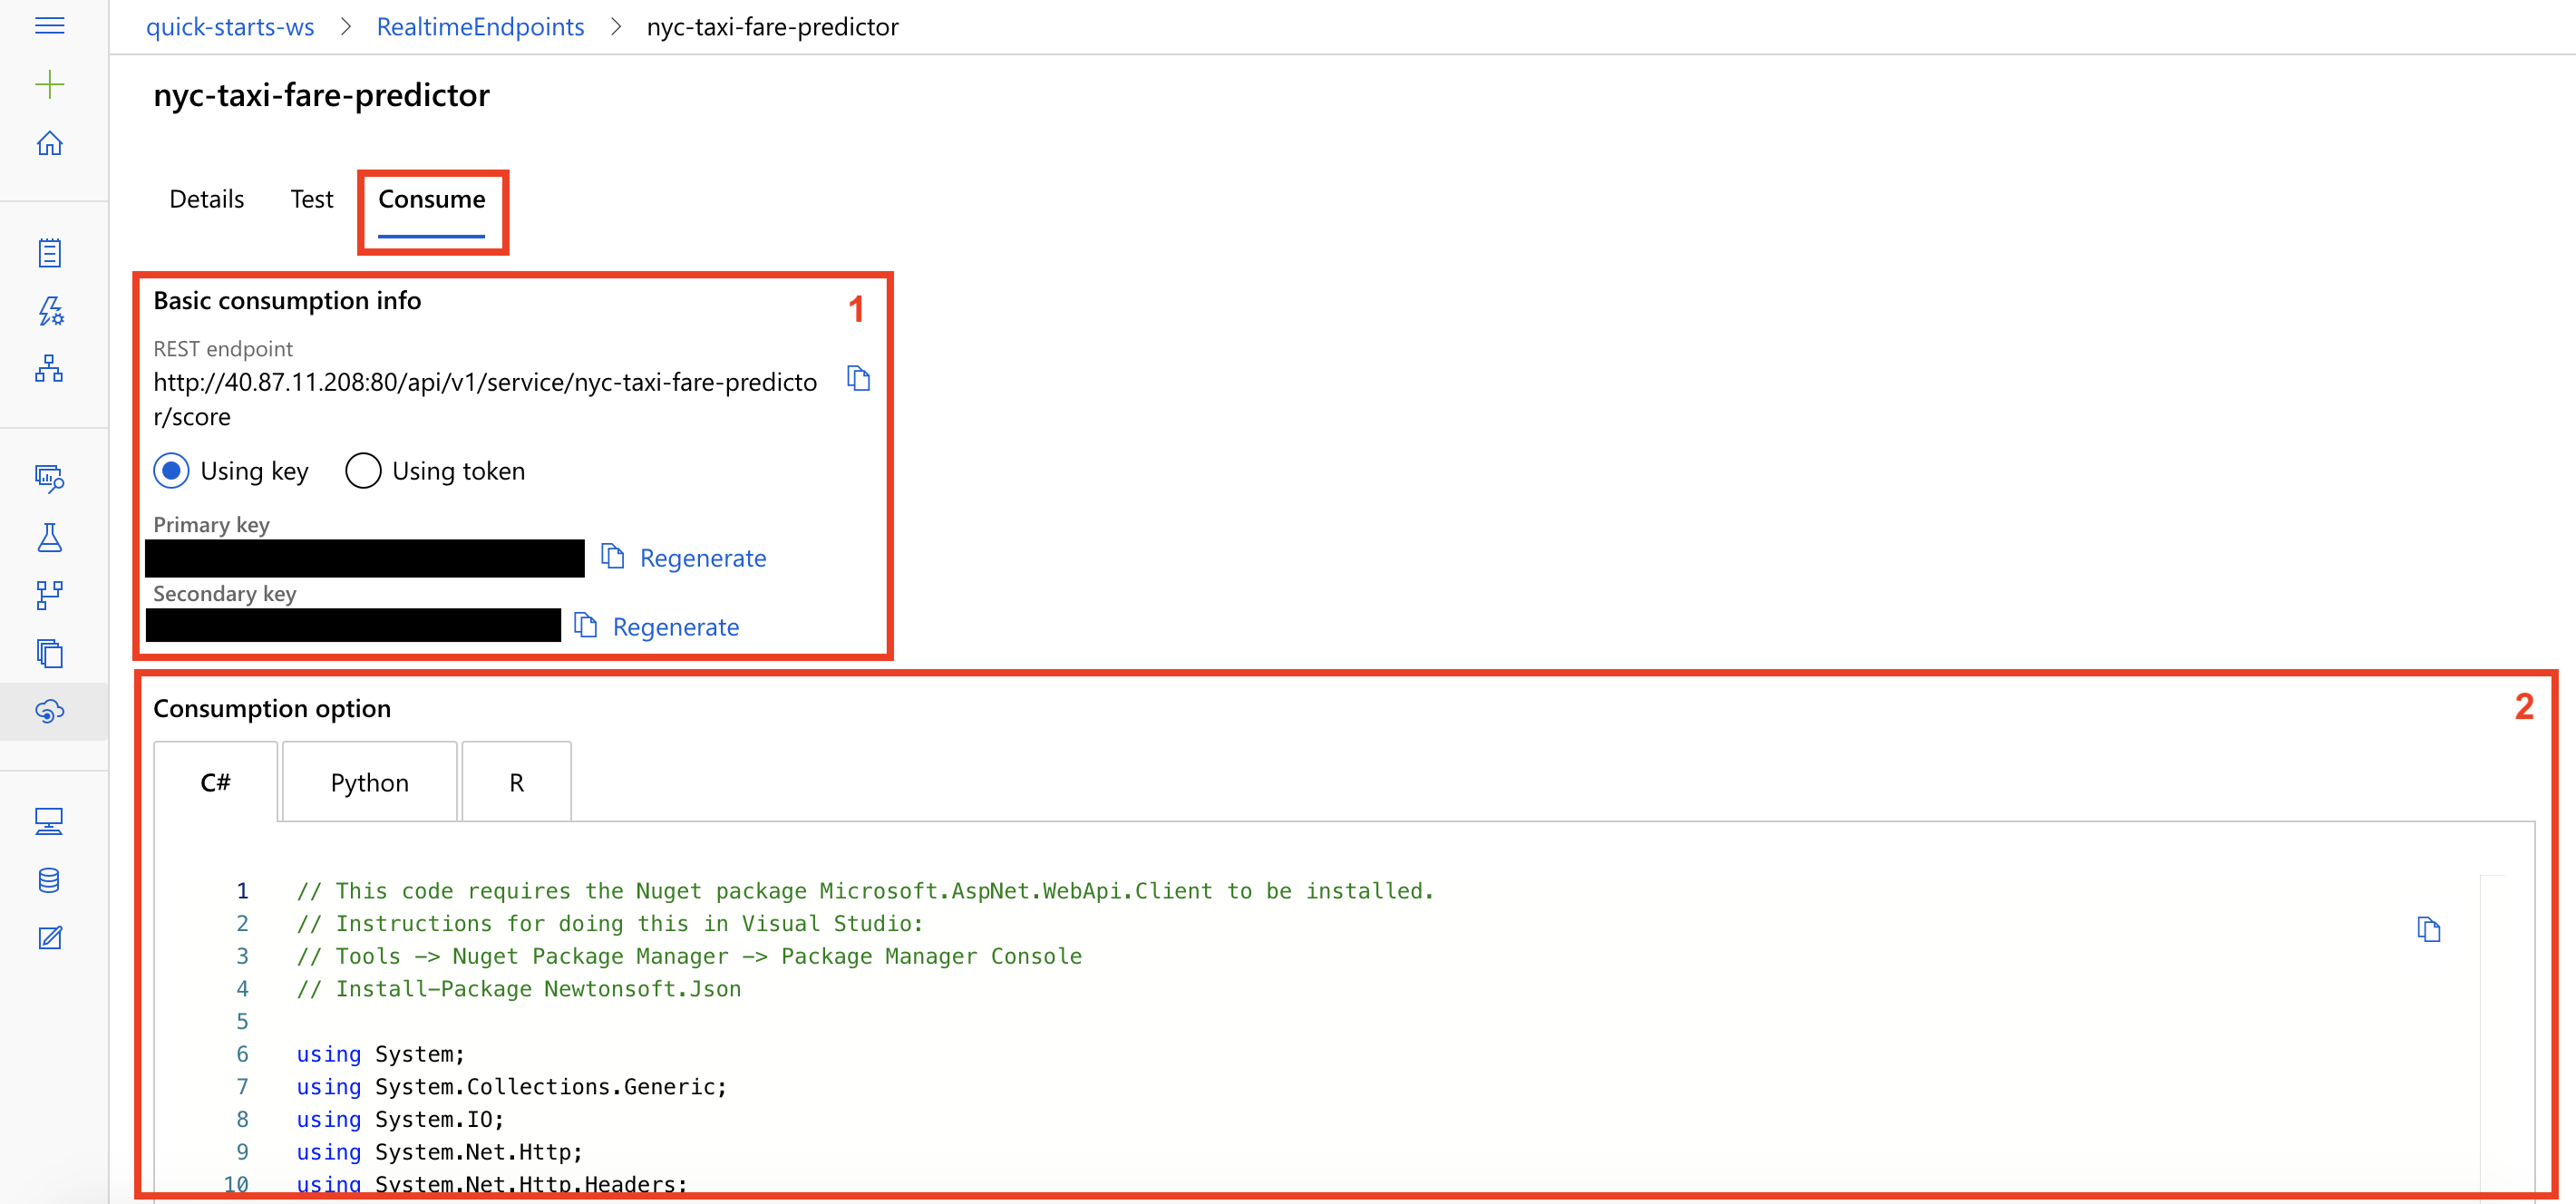 quick-starts-ws > RealtimeEndpoints > nyc-taxi-fare-predictor
nyc-taxi-fare-predictor
Details Test Consume
Basic consumption info
1
REST endpoint
http://40.87.11.208:80/api/v1/service/nyc-taxi-fare-predicto
r/score
Using key Using token
Primary key
Regenerate
Secondary key
Regenerate
Consumption option
2
C# Python R
1 // This code requires the Nuget package Microsoft.AspNet.WebApi.Client to be installed.
2 // Instructions for doing this in Visual Studio:
3 // Tools -> Nuget Package Manager -> Package Manager Console
4 // Install-Package Newtonsoft.Json
5
6 using System;
7 using System.Collections.Generic;
8 using System.IO;
9 using System.Net.Http;
10 using System.Net.Http.Headers;